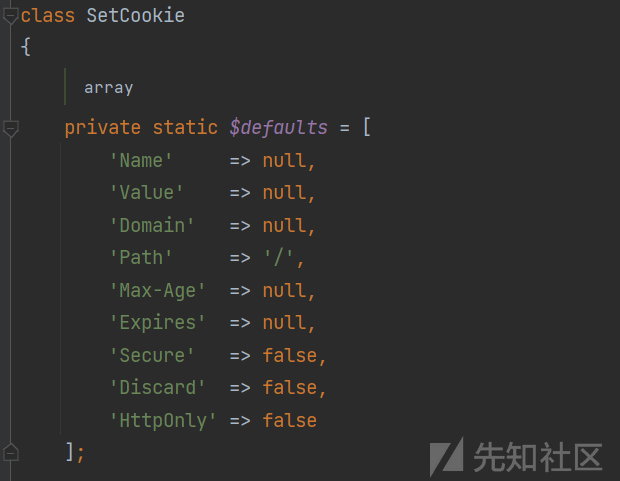 class SetCookie
{
array
private static $defaults = [
'Name' => null,
'Value' => null,
'Domain' => null,
'Path' => '/',
'Max-Age' => null,
'Expires' => null,
'Secure' => false,
'Discard' => false,
'HttpOnly' => false
];
先知社区